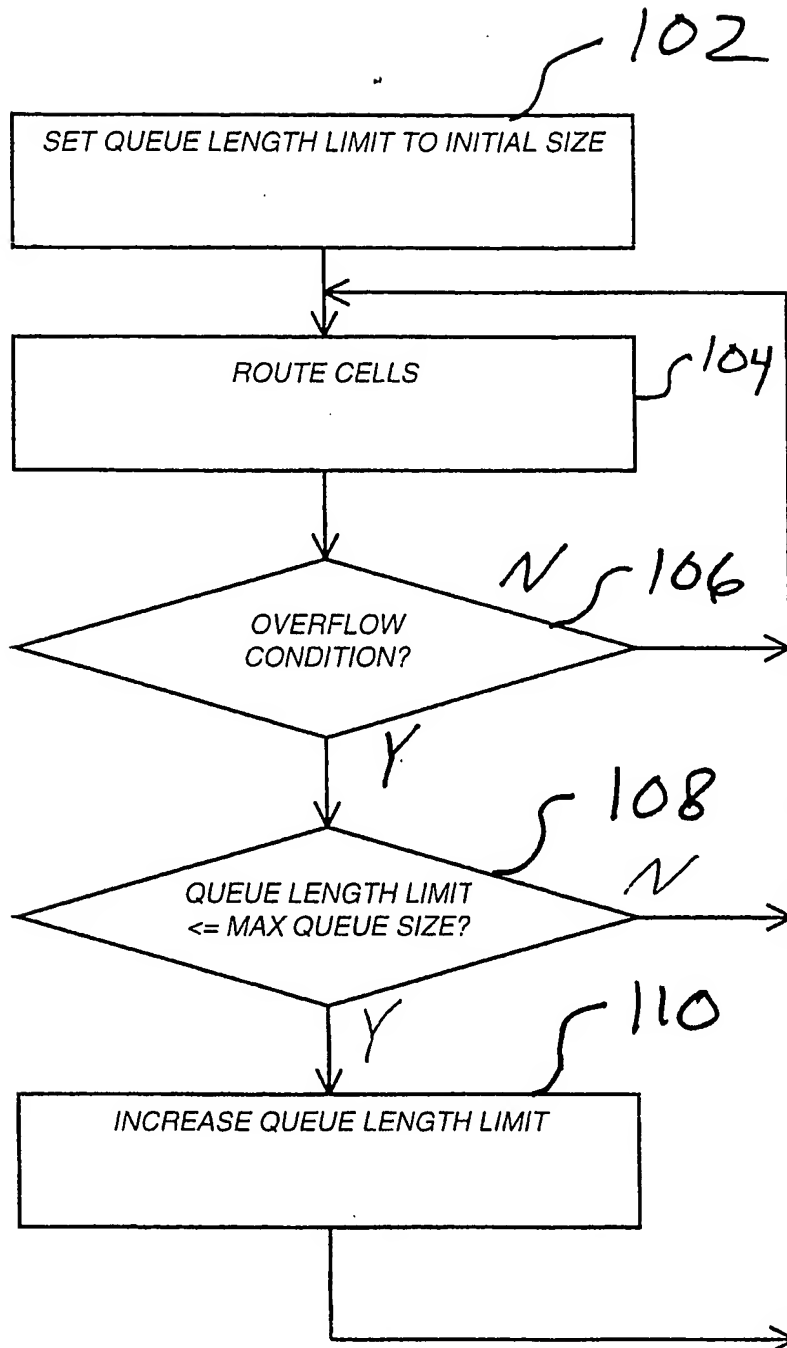 102
SET QUEUE LENGTH LIMIT TO INITIAL SIZE
ROUTE CELLS
104
N
106
OVERFLOW
CONDITION?
Y
108
QUEUE LENGTH LIMIT
<= MAX QUEUE SIZE?
N
Y
110
INCREASE QUEUE LENGTH LIMIT